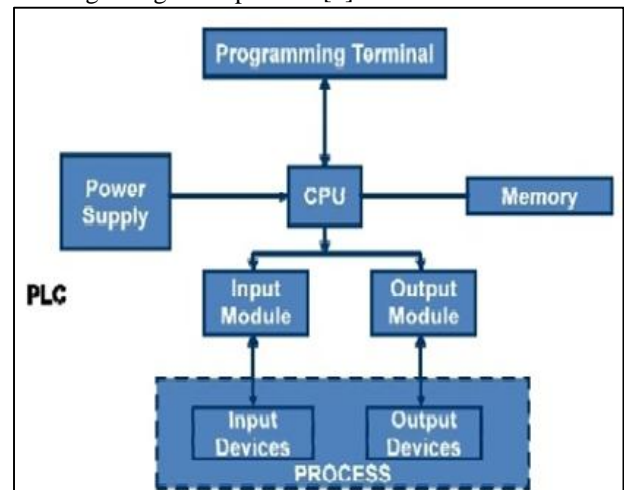 Programming Terminal
Power
Supply
CPU
Memory
PLC
Input
Module
Output
Module
Input
Devices
Output
Devices
PROCESS